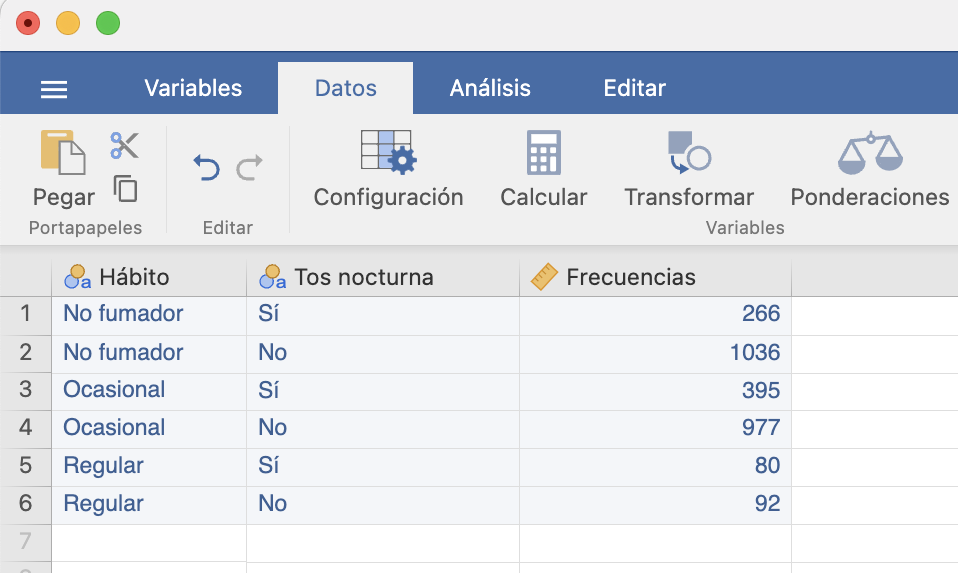 Variables Datos Análisis Editar
Pegar Configuración Calcular Transformar Ponderaciones
Portapapeles Editar Variables
Hábito Tos nocturna Frecuencias
1 No fumador Sí 266
2 No fumador No 1036
3 Ocasional Sí 395
4 Ocasional No 977
5 Regular Sí 80
6 Regular No 92
7